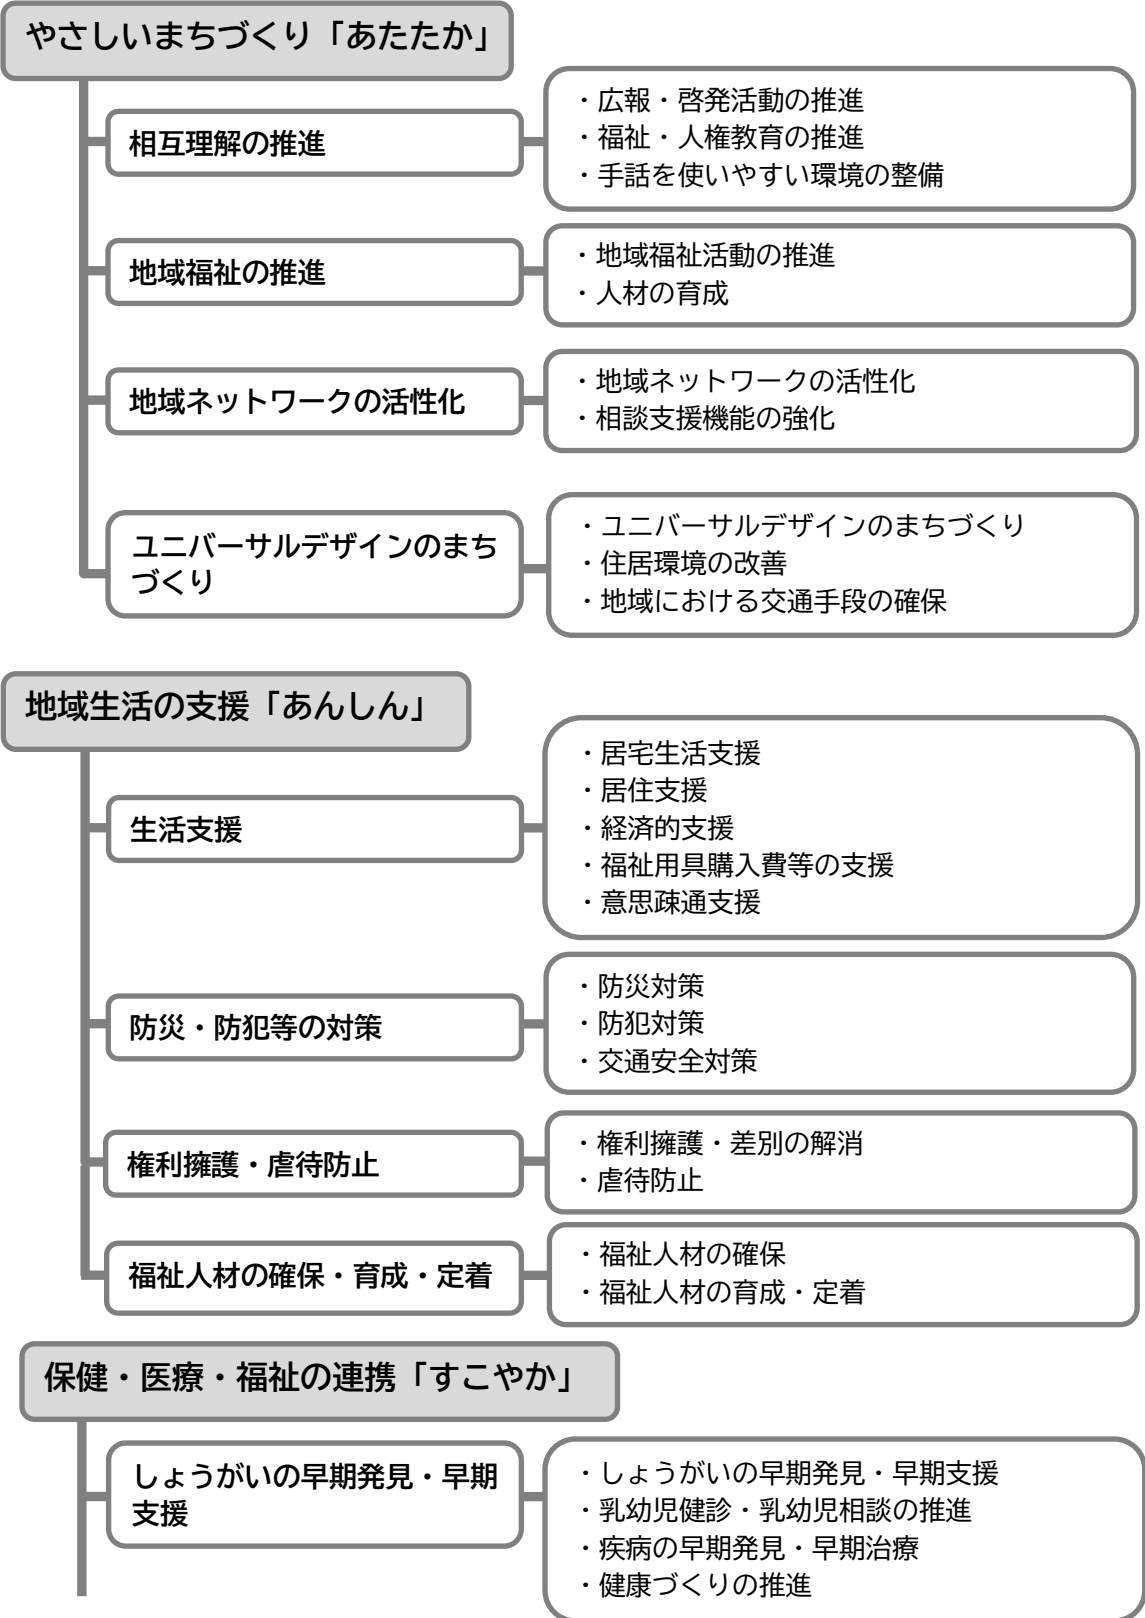 やさしいまちづくり「あたたか」
相互理解の推進
・広報・啓発活動の推進
・福祉・人権教育の推進
・手話を使いやすい環境の整備
地域福祉の推進
・地域福祉活動の推進
・人材の育成
地域ネットワークの活性化
・地域ネットワークの活性化
・相談支援機能の強化
ユニバーサルデザインのまち
づくり
・ユニバーサルデザインのまちづくり
・住居環境の改善
・地域における交通手段の確保
地域生活の支援「あんしん」
生活支援
・居宅生活支援
・居住支援
・経済的支援
・福祉用具購入費等の支援
・意思疎通支援
防災・防犯等の対策
・防災対策
・防犯対策
・交通安全対策
権利擁護・虐待防止
・権利擁護・差別の解消
・虐待防止
福祉人材の確保・育成・定着
・福祉人材の確保
・福祉人材の育成・定着
保健・医療・福祉の連携「すこやか」
しょうがいの早期発見・早期
支援
・しょうがいの早期発見・早期支援
・乳幼児健診・乳幼児相談の推進
・疾病の早期発見・早期治療
・健康づくりの推進